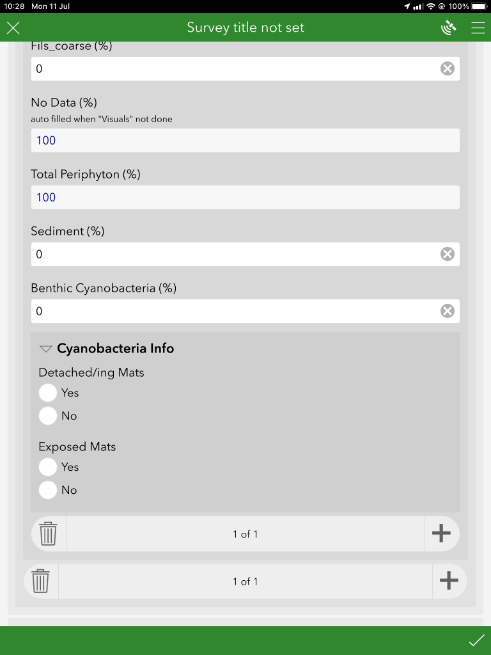 10:28 Mon 11 Jul 100%
Survey title not set
Fils_coarse (%)
0
No Data (%)
auto filled when "Visuals" not done
100
Total Periphyton (%)
100
Sediment (%)
0
Benthic Cyanobacteria (%)
0
Cyanobacteria Info
Detached/ing Mats
Yes
No
Exposed Mats
Yes
No
1 of 1
1 of 1